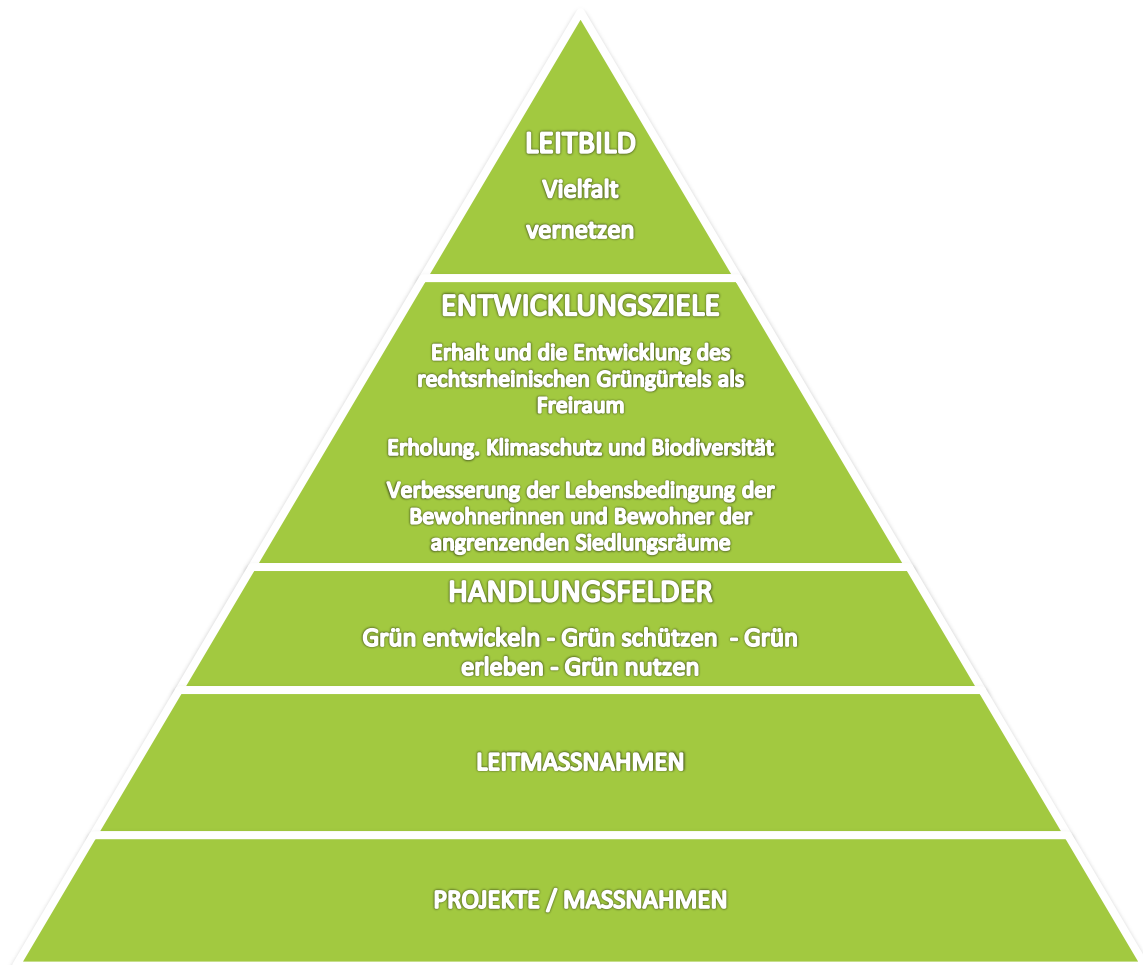 LEITBILD
Vielfalt
vernetzen
ENTWICKLUNGSZIELE
Erhalt und die Entwicklung des
rechtsrheinischen Grüngürtels als
Freiraum
Erholung. Klimaschutz und Biodiversität
Verbesserung der Lebensbedingung der
Bewohnerinnen und Bewohner der
angrenzenden Siedlungsräume
HANDLUNGSFELDER
Grün entwickeln - Grün schützen  - Grün
erleben - Grün nutzen
LEITMASSNAHMEN
PROJEKTE / MASSNAHMEN